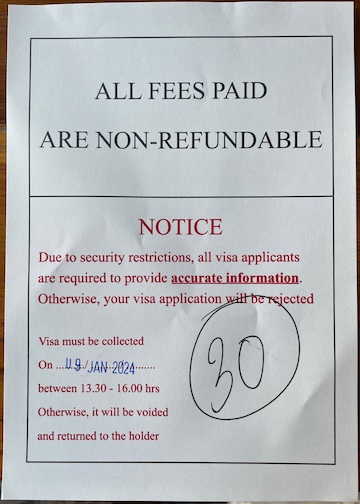 ALL FEES PAID
ARE NON-REFUNDABLE
NOTICE
Due to security restrictions, all visa applicants
are required to provide accurate information.
Otherwise, your visa application will be rejected
Visa must be collected
On ....09./JAN 2024......
between 13.30 - 16.00 hrs
Otherwise, it will be voided
and returned to the holder
30